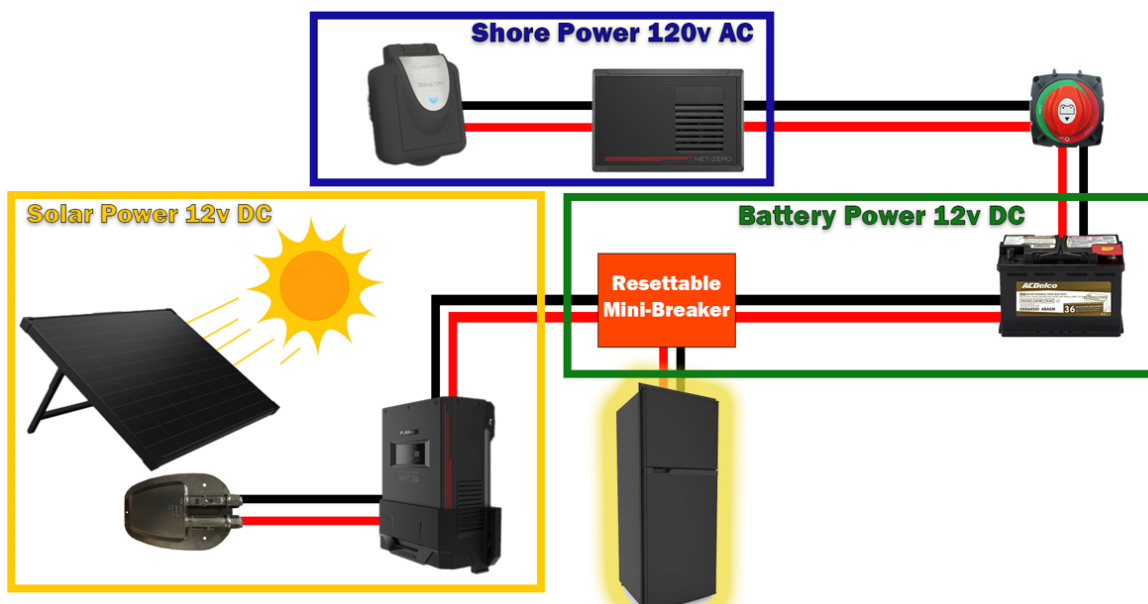 Shore Power 120v AC
NET-ZERO
Solar Power 12v DC
Battery Power 12v DC
Resettable
Mini-Breaker
ACDelco
36